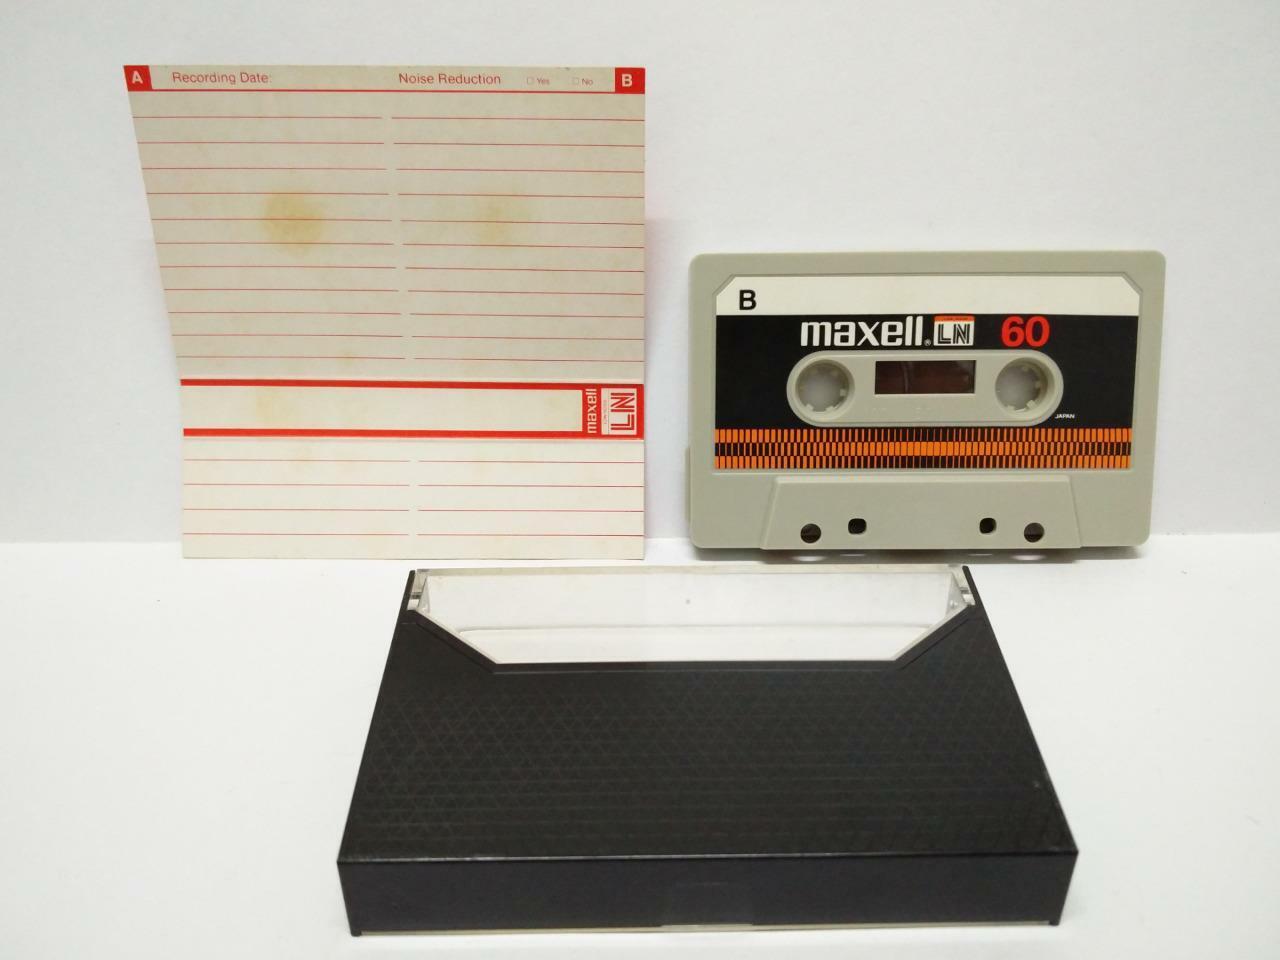 A Recording Date: Noise Reduction □ Yes □ No B
maxell LN
B
maxell® LN 60
JAPAN